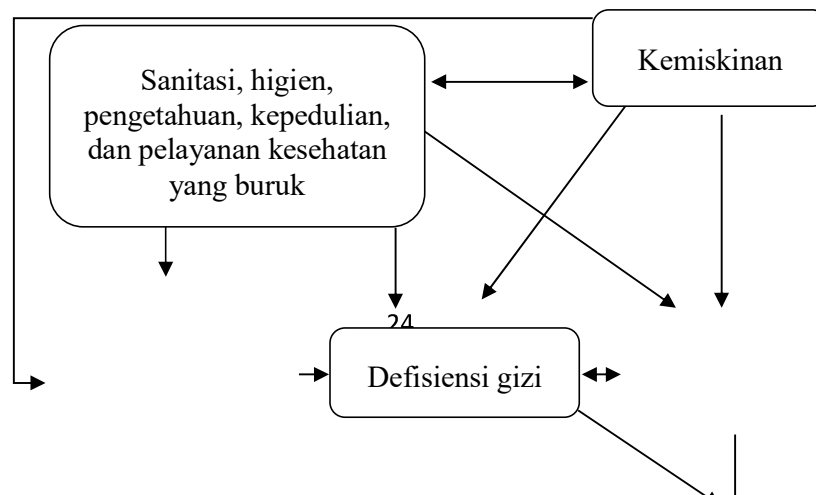 Kemiskinan
Sanitasi, higien,
pengetahuan, kepedulian,
dan pelayanan kesehatan
yang buruk
24
Defisiensi gizi